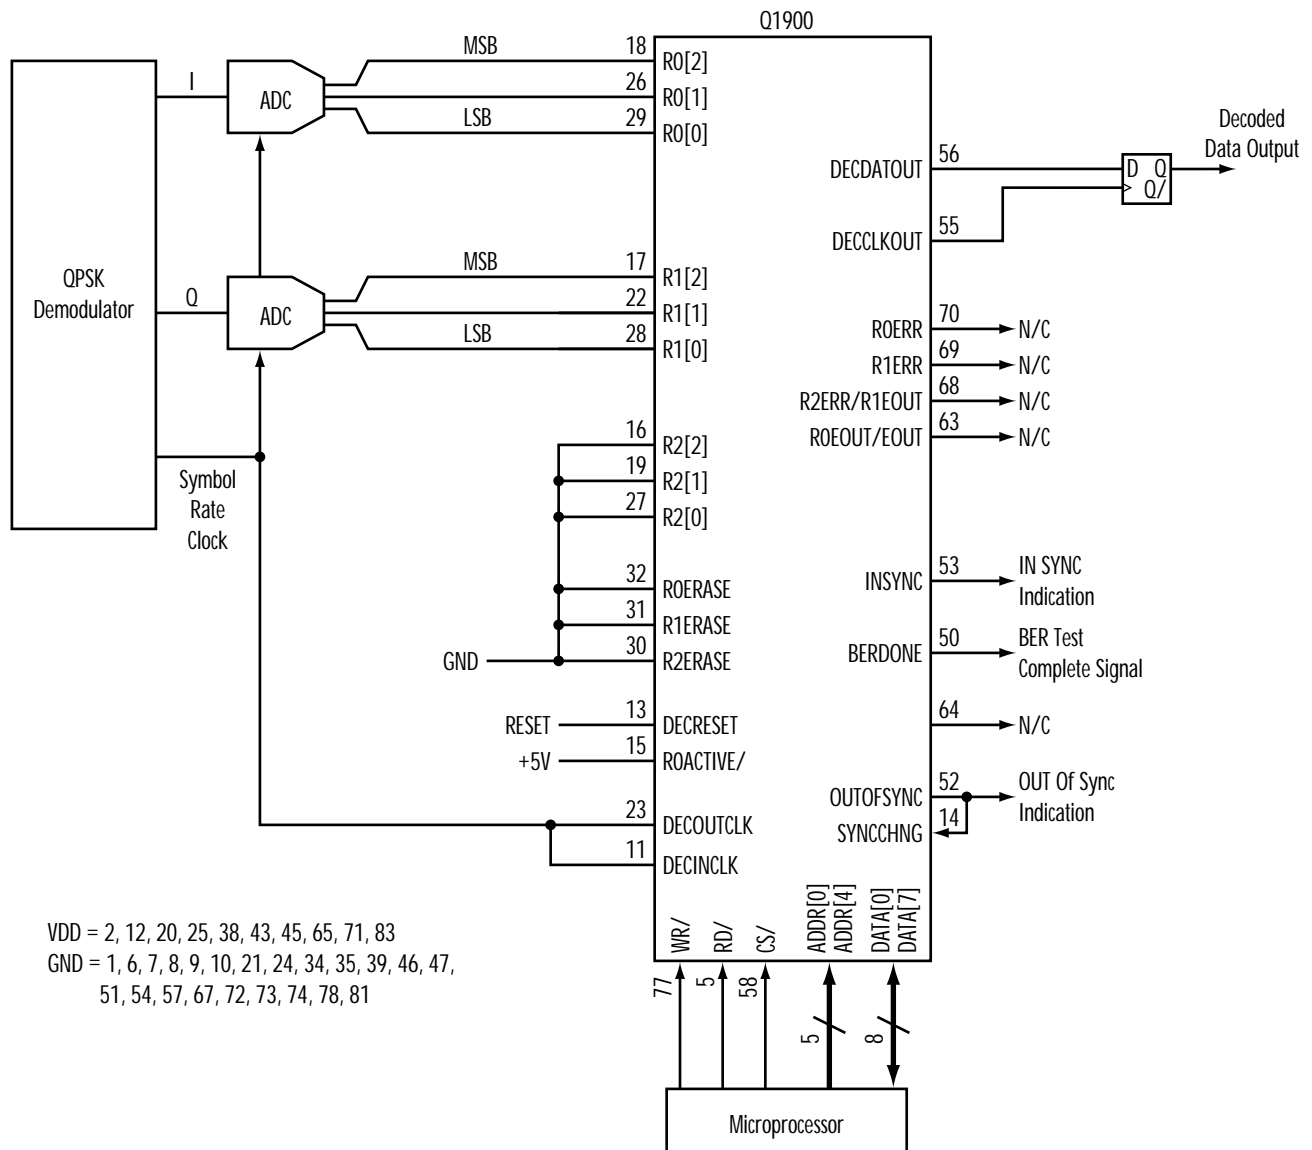 Q1900
QPSK
Demodulator
I
ADC
MSB
LSB
18
R0[2]
26
R0[1]
29
R0[0]
Q
ADC
MSB
LSB
17
R1[2]
22
R1[1]
28
R1[0]
Symbol
Rate
Clock
16
R2[2]
19
R2[1]
27
R2[0]
32
R0ERASE
31
R1ERASE
GND
30
R2ERASE
RESET
13
DECRESET
+5V
15
ROACTIVE/
23
DECOUTCLK
11
DECINCLK
DECDATOUT
56
D Q
Q/
Decoded
Data Output
DECCLKOUT
55
R0ERR
70
N/C
R1ERR
69
N/C
R2ERR/R1EOUT
68
N/C
R0EOUT/EOUT
63
N/C
INSYNC
53
IN SYNC
Indication
BERDONE
50
BER Test
Complete Signal
64
N/C
OUTOFSYNC
52
OUT Of Sync
Indication
SYNCCHNG
14
WR/
RD/
CS/
ADDR[0]
ADDR[4]
DATA[0]
DATA[7]
77
5
58
5
8
Microprocessor
VDD = 2, 12, 20, 25, 38, 43, 45, 65, 71, 83
GND = 1, 6, 7, 8, 9, 10, 21, 24, 34, 35, 39, 46, 47,
51, 54, 57, 67, 72, 73, 74, 78, 81